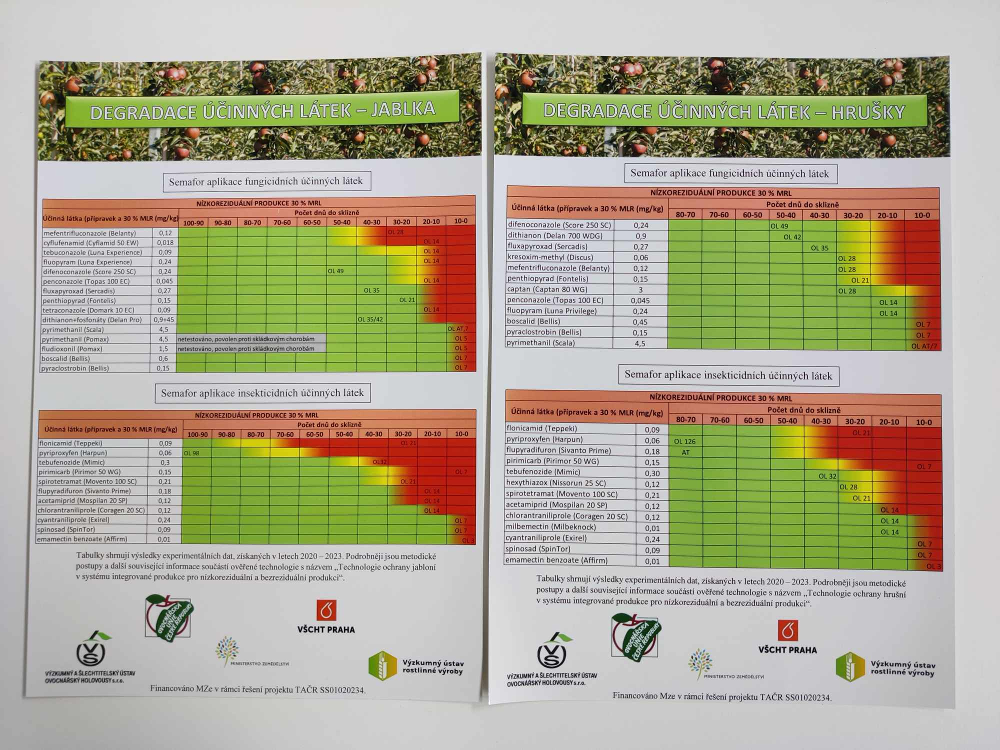 DEGRADACE ÚČINNÝCH LÁTEK – JABLKA
Semafor aplikace fungicidních účinných látek
NÍZKOREZIDUÁLNÍ PRODUKCE 30 % MRL
Účinná látka (přípravek a 30 % MLR (mg/kg)
Počet dnů do sklizně
100-90 90-80 80-70 70-60 60-50 50-40 40-30 30-20 20-10 10-0
mefentrifluconazole (Belanty) 0,12 OL 28
cyflufenamid (Cyflamid 50 EW) 0,018 OL 14
tebuconazole (Luna Experience) 0,09 OL 14
fluopyram (Luna Experience) 0,24 OL 14
difenoconazole (Score 250 SC) 0,24 OL 49
penconazole (Topas 100 EC) 0,045 OL 14
fluxapyroxad (Sercadis) 0,27 OL 35
penthiopyrad (Fontelis) 0,15 OL 21
tetraconazole (Domark 10 EC) 0,09 OL 14
dithianon+fosfonáty (Delan Pro) 0,9+45 OL 35/42
pyrimethanil (Scala) 4,5 OL AT,7
pyrimethanil (Pomax) 4,5 netestováno, povolen proti skládkovým chorobám OL 5
fludioxonil (Pomax) 1,5 netestováno, povolen proti skládkovým chorobám OL 5
boscalid (Bellis) 0,6 OL 7
pyraclostrobin (Bellis) 0,15 OL 7
Semafor aplikace insekticidních účinných látek
NÍZKOREZIDUÁLNÍ PRODUKCE 30 % MRL
Účinná látka (přípravek a 30 % MLR (mg/kg)
Počet dnů do sklizně
100-90 90-80 80-70 70-60 60-50 50-40 40-30 30-20 20-10 10-0
flonicamid (Teppeki) 0,09 OL 21
pyriproxyfen (Harpun) 0,06 OL 98
tebufenozide (Mimic) 0,3 OL32
pirimicarb (Pirimor 50 WG) 0,15 OL 7
spirotetramat (Movento 100 SC) 0,21 OL 21
flupyradifuron (Sivanto Prime) 0,18 OL 14
acetamiprid (Mospilan 20 SP) 0,12 OL 14
chlorantraniliprole (Coragen 20 SC) 0,12 OL 14
cyantraniliprole (Exirel) 0,24 OL 7
spinosad (SpinTor) 0,09 OL 7
emamectin benzoate (Affirm) 0,01 OL 3
Tabulky shrnují výsledky experimentálních dat, získaných v letech 2020 – 2023. Podrobněji jsou metodické
postupy a další související informace součástí ověřené technologie s názvem „Technologie ochrany jabloní
v systému integrované produkce pro nízkoreziduální a bezreziduální produkci“.
OVOCNÁŘSKÁ
UNIE
ČESKÉ REPUBLIKY
VŠCHT PRAHA
VŠ
VÝZKUMNÝ A ŠLECHTITELSKÝ ÚSTAV
OVOCNÁŘSKÝ HOLOVOUSY s.r.o.
MINISTERSTVO ZEMĚDĚLSTVÍ
Výzkumný ústav
rostlinné výroby
Financováno MZe v rámci řešení projektu TAČR SS01020234.
DEGRADACE ÚČINNÝCH LÁTEK – HRUŠKY
Semafor aplikace fungicidních účinných látek
NÍZKOREZIDUÁLNÍ PRODUKCE 30 % MRL
Účinná látka (přípravek a 30 % MLR (mg/kg)
Počet dnů do sklizně
80-70 70-60 60-50 50-40 40-30 30-20 20-10 10-0
difenoconazole (Score 250 SC) 0,24 OL 49
dithianon (Delan 700 WDG) 0,9 OL 42
fluxapyroxad (Sercadis) 0,27 OL 35
kresoxim-methyl (Discus) 0,06 OL 28
mefentrifluconazole (Belanty) 0,12 OL 28
penthiopyrad (Fontelis) 0,15 OL 21
captan (Captan 80 WG) 3 OL 28
penconazole (Topas 100 EC) 0,045 OL 14
fluopyram (Luna Privilege) 0,24 OL 14
boscalid (Bellis) 0,45 OL 7
pyraclostrobin (Bellis) 0,15 OL 7
pyrimethanil (Scala) 4,5 OL AT/7
Semafor aplikace insekticidních účinných látek
NÍZKOREZIDUÁLNÍ PRODUKCE 30 % MRL
Účinná látka (přípravek a 30 % MLR (mg/kg)
Počet dnů do sklizně
80-70 70-60 60-50 50-40 40-30 30-20 20-10 10-0
flonicamid (Teppeki) 0,09 OL 21
pyriproxyfen (Harpun) 0,06 OL 126
flupyradifuron (Sivanto Prime) 0,18 AT
pirimicarb (Pirimor 50 WG) 0,15 OL 7
tebufenozide (Mimic) 0,30 OL 32
hexythiazox (Nissorun 25 SC) 0,12 OL 28
spirotetramat (Movento 100 SC) 0,21 OL 21
acetamiprid (Mospilan 20 SP) 0,12 OL 14
chlorantraniliprole (Coragen 20 SC) 0,12 OL 14
milbemectin (Milbeknock) 0,01 OL 14
cyantraniliprole (Exirel) 0,24 OL 7
spinosad (SpinTor) 0,09 OL 7
emamectin benzoate (Affirm) 0,01 OL 3
Tabulky shrnují výsledky experimentálních dat, získaných v letech 2020 – 2023. Podrobněji jsou metodické
postupy a další související informace součástí ověřené technologie s názvem „Technologie ochrany hrušní
v systému integrované produkce pro nízkoreziduální a bezreziduální produkci“.
OVOCNÁŘSKÁ
UNIE
ČESKÉ REPUBLIKY
VŠCHT PRAHA
VŠ
VÝZKUMNÝ A ŠLECHTITELSKÝ ÚSTAV
OVOCNÁŘSKÝ HOLOVOUSY s.r.o.
MINISTERSTVO ZEMĚDĚLSTVÍ
Výzkumný ústav
rostlinné výroby
Financováno Mze v rámci řešení projektu TAČR SS01020234.